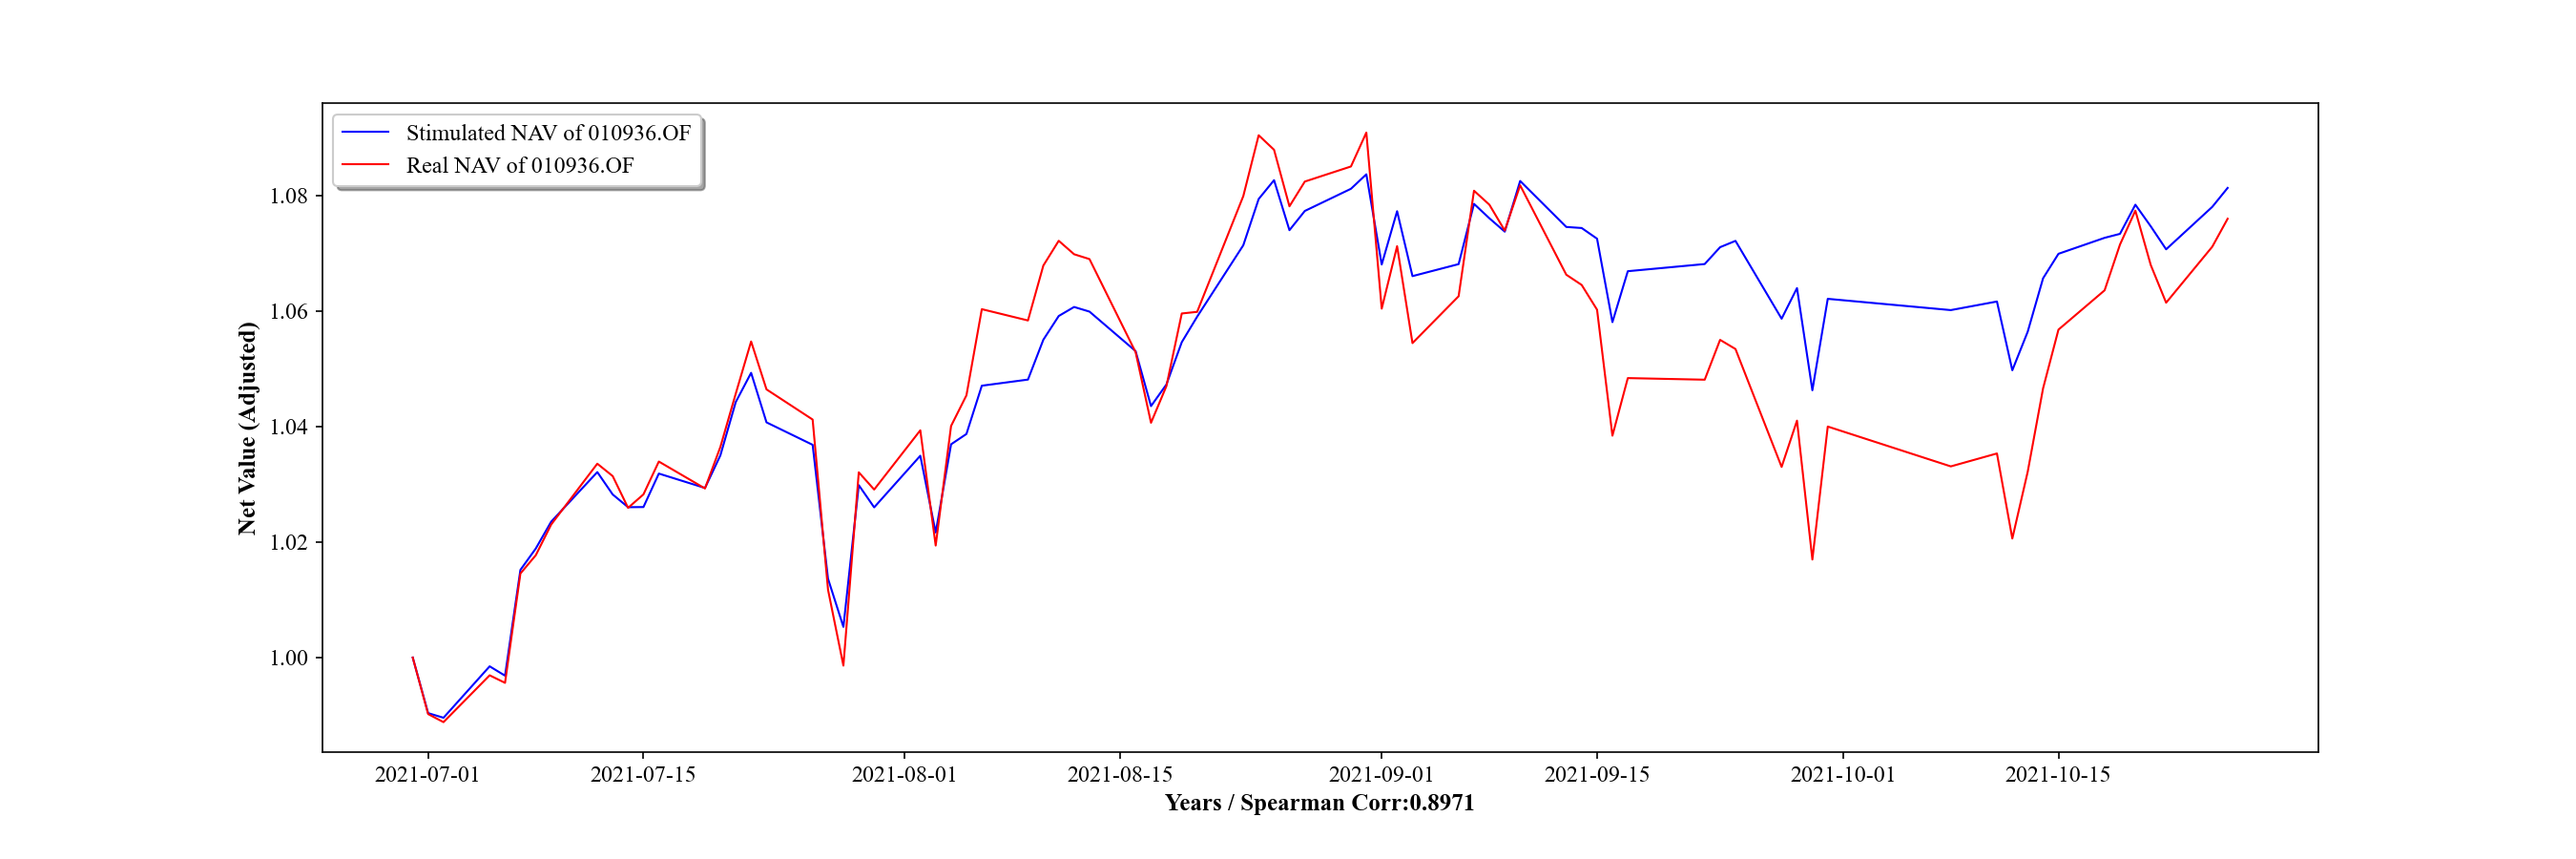 Stimulated NAV of 010936.OF
Real NAV of 010936.OF
Net Value (Adjusted)
1.08
1.06
1.04
1.02
1.00
2021-07-01 2021-07-15 2021-08-01 2021-08-15 2021-09-01 2021-09-15 2021-10-01 2021-10-15
Years / Spearman Corr:0.8971